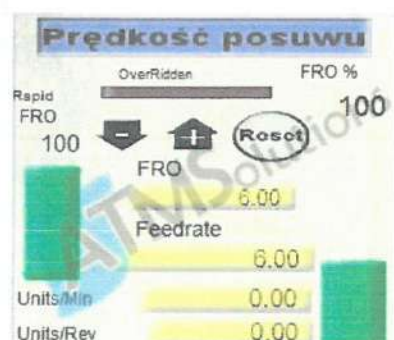 Prędkość posuwu
OverRidden FRO %
Rapid
FRO
100 100
- + Reset
FRO
6.00
Feedrate
6.00
Units/Min 0.00
Units/Rev 0.00
ATMSolutions